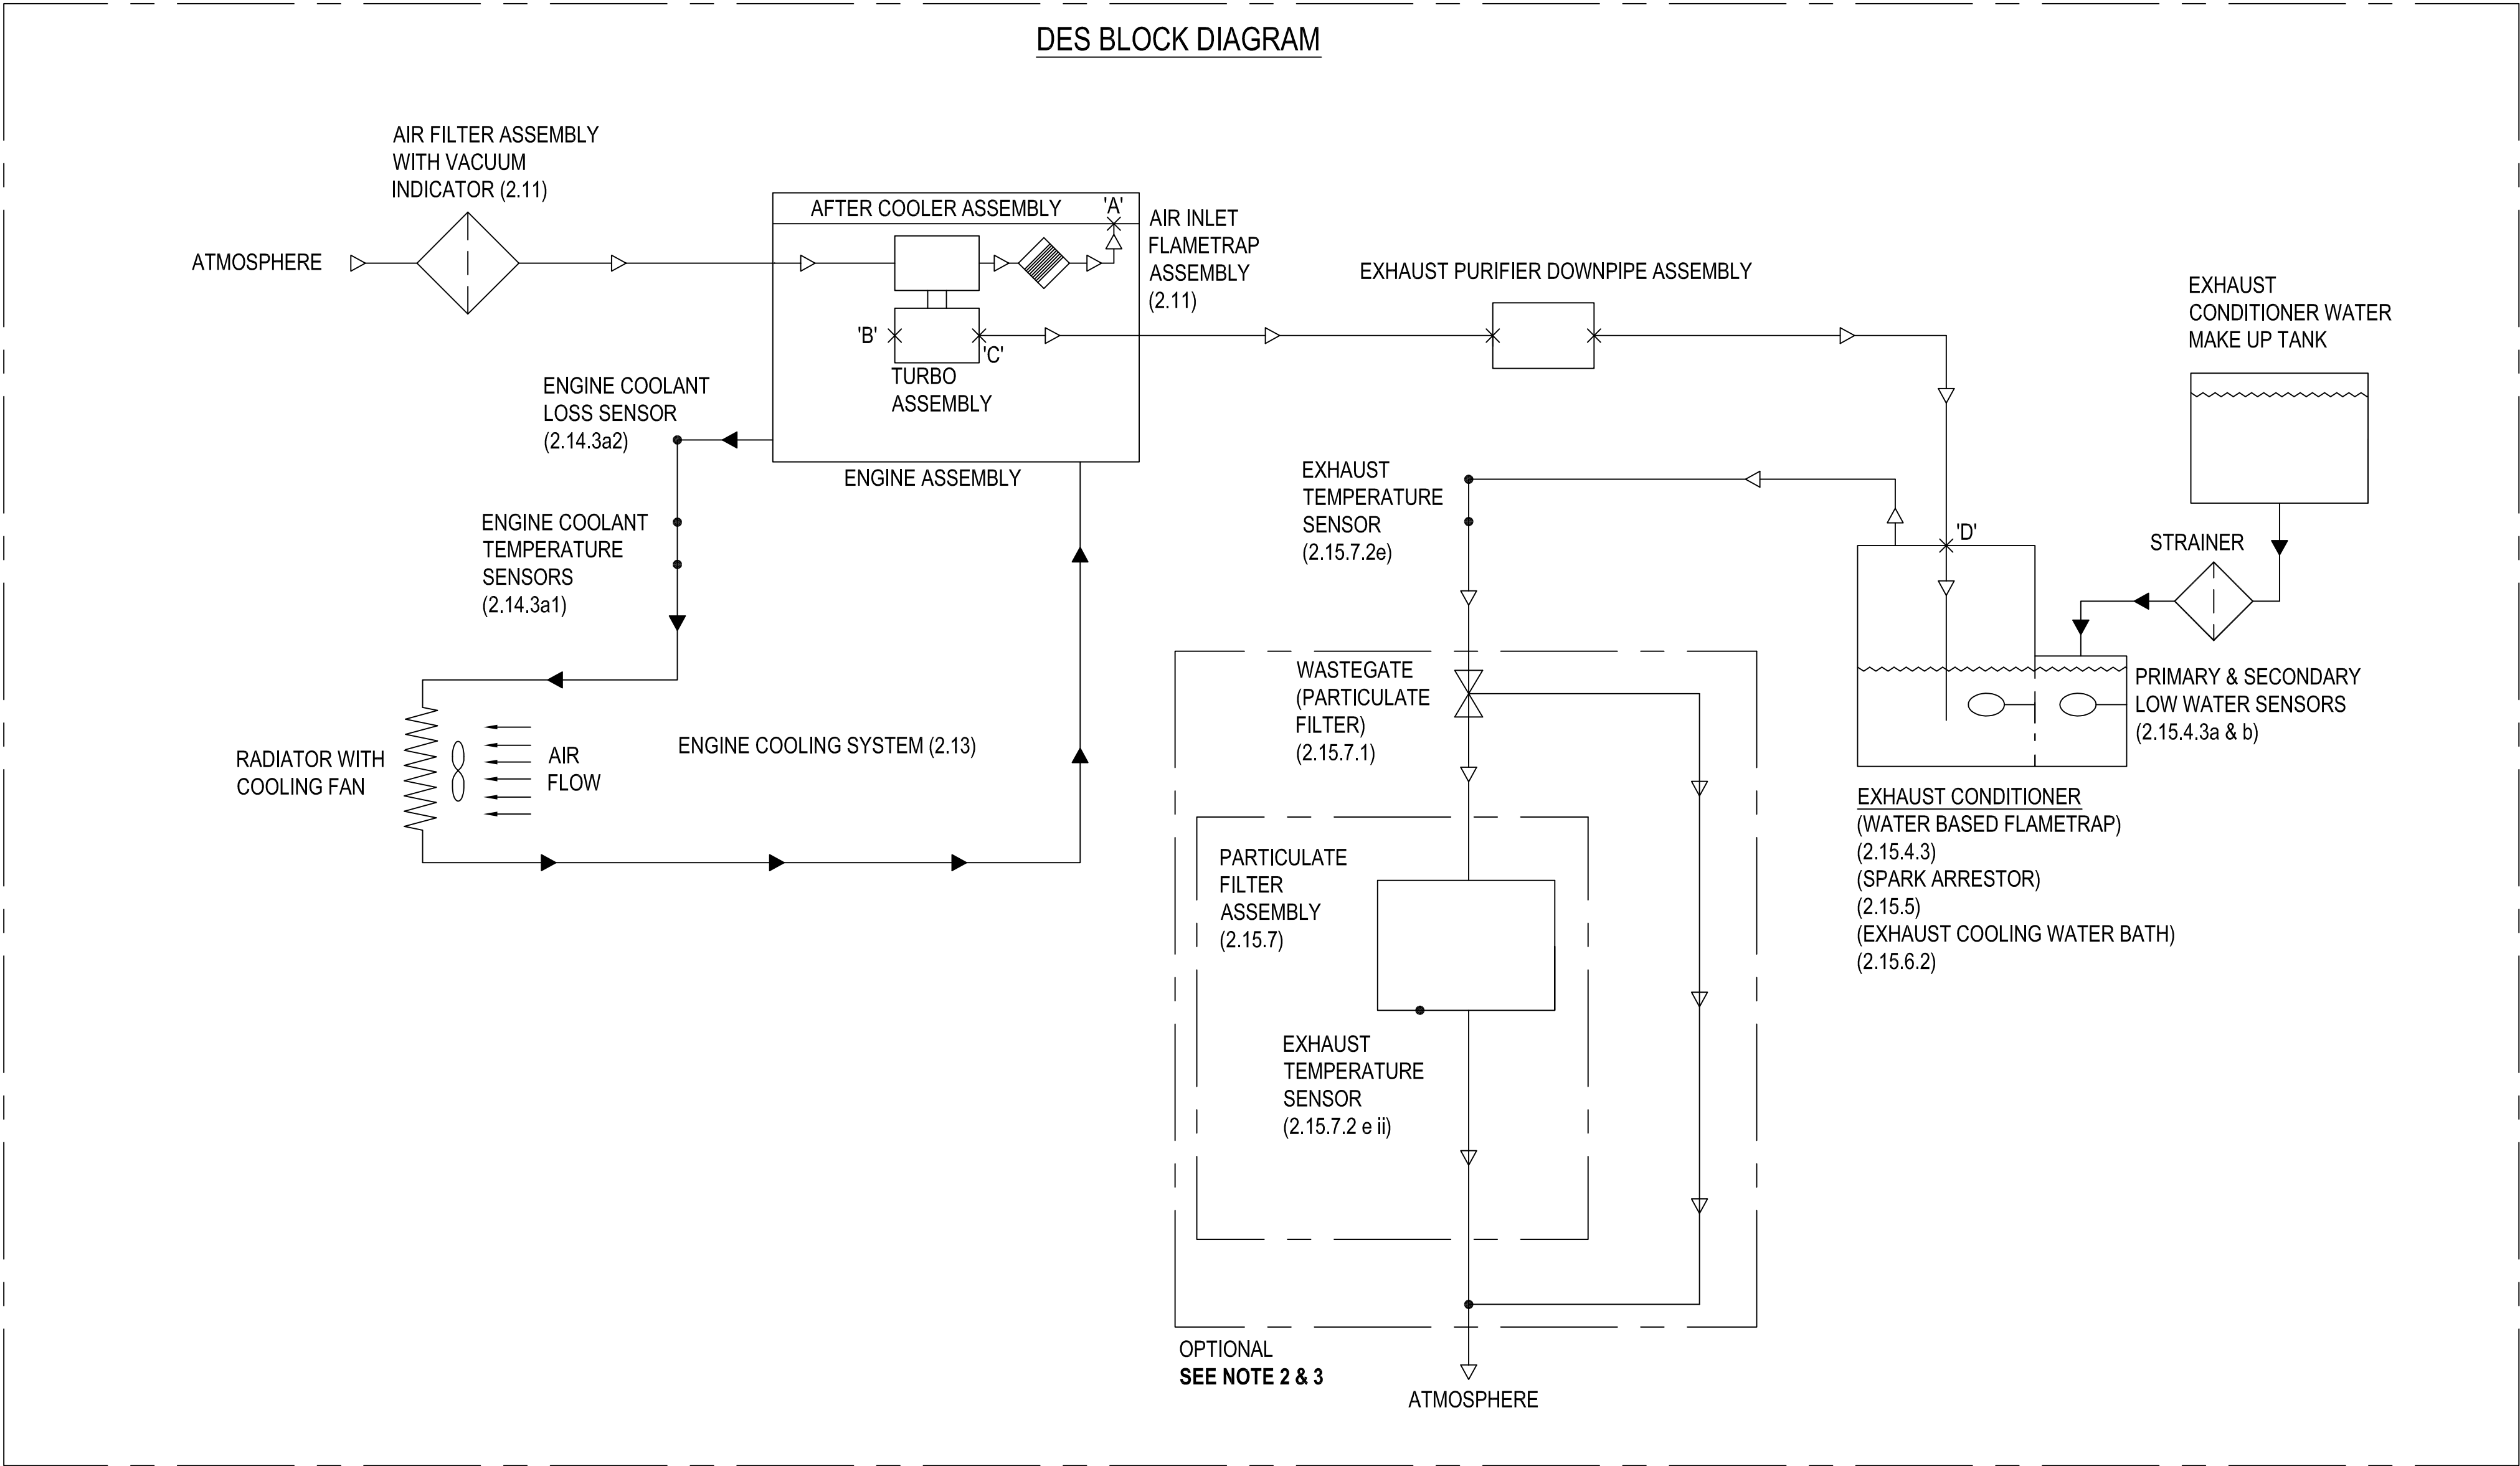 DES BLOCK DIAGRAM
AIR FILTER ASSEMBLY
WITH VACUUM
INDICATOR (2.11)
ATMOSPHERE
AFTER COOLER ASSEMBLY
'A'
AIR INLET
FLAMETRAP
ASSEMBLY
(2.11)
'B'
'C'
TURBO
ASSEMBLY
ENGINE ASSEMBLY
EXHAUST PURIFIER DOWNPIPE ASSEMBLY
EXHAUST
CONDITIONER WATER
MAKE UP TANK
ENGINE COOLANT
LOSS SENSOR
(2.14.3a2)
ENGINE COOLANT
TEMPERATURE
SENSORS
(2.14.3a1)
EXHAUST
TEMPERATURE
SENSOR
(2.15.7.2e)
'D'
STRAINER
PRIMARY & SECONDARY
LOW WATER SENSORS
(2.15.4.3a & b)
WASTEGATE
(PARTICULATE
FILTER)
(2.15.7.1)
RADIATOR WITH
COOLING FAN
AIR
FLOW
ENGINE COOLING SYSTEM (2.13)
EXHAUST CONDITIONER
(WATER BASED FLAMETRAP)
(2.15.4.3)
(SPARK ARRESTOR)
(2.15.5)
(EXHAUST COOLING WATER BATH)
(2.15.6.2)
PARTICULATE
FILTER
ASSEMBLY
(2.15.7)
EXHAUST
TEMPERATURE
SENSOR
(2.15.7.2 e ii)
OPTIONAL
SEE NOTE 2 & 3
ATMOSPHERE